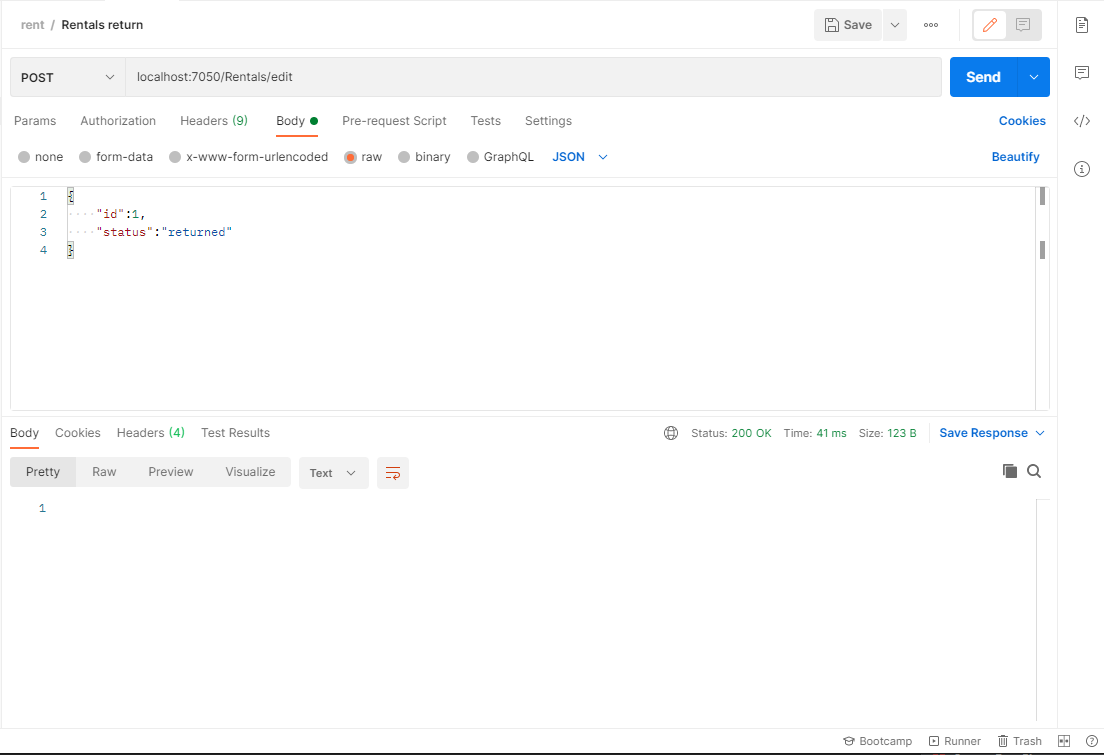 rent / Rentals return
Save
POST
localhost:7050/Rentals/edit
Send
Params Authorization Headers (9) Body Pre-request Script Tests Settings Cookies
none form-data x-www-form-urlencoded raw binary GraphQL JSON Beautify
1 {
2 ····"id":1,
3 ····"status":"returned"
4 }
Body Cookies Headers (4) Test Results Status: 200 OK Time: 41 ms Size: 123 B Save Response
Pretty Raw Preview Visualize Text
1
Bootcamp Runner Trash